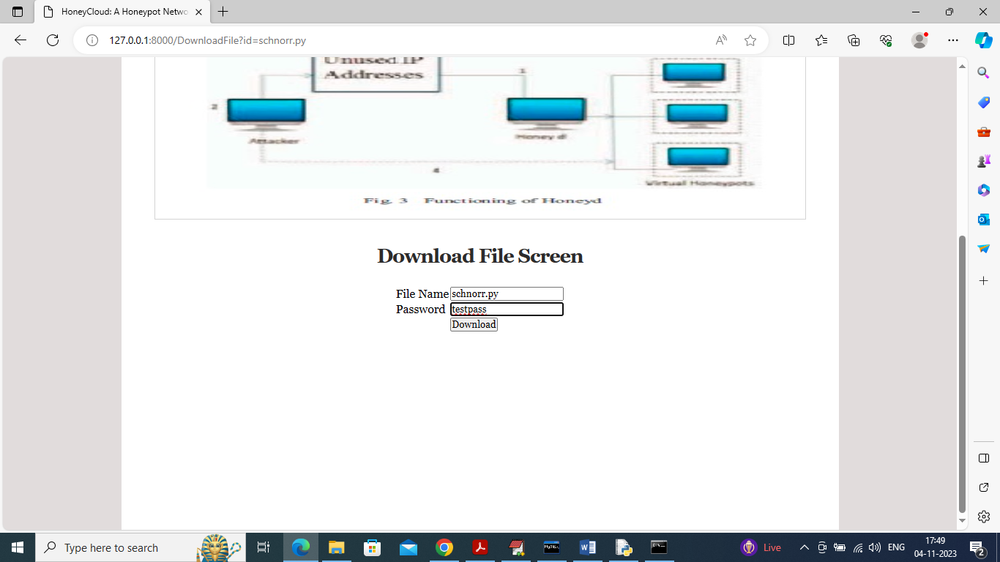 HoneyCloud: A Honeypot Netwo
127.0.0.1:8000/DownloadFile?id=schnorr.py
Unused IP
Addresses
1
2
Attacker
Honey d
4
Virtual Honeypots
Fig. 3 Functioning of Honeyd
Download File Screen
File Name schnorr.py
Password testpass
Download
Type here to search
Live
ENG
17:49
04-11-2023
2